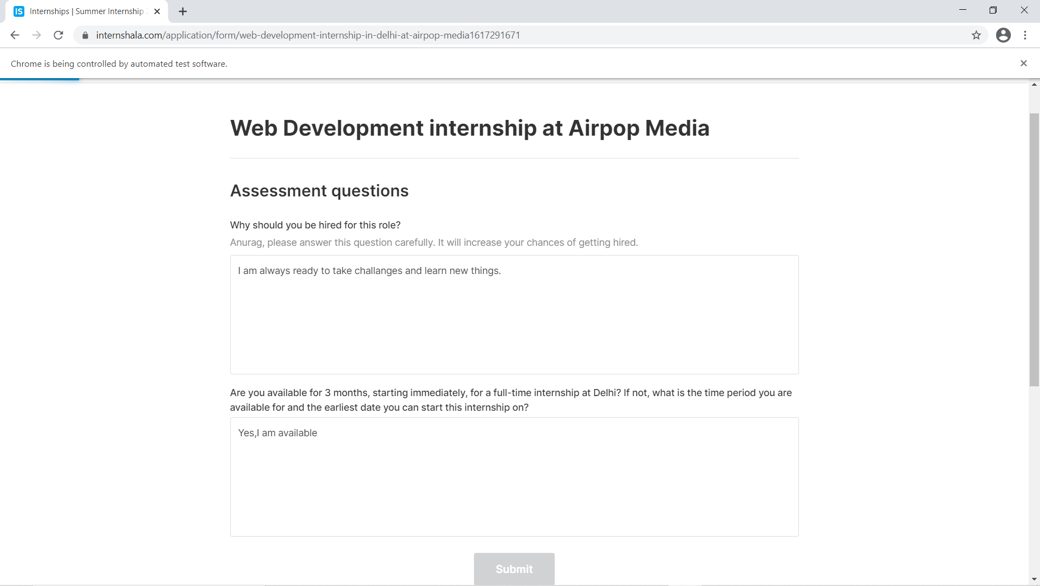 IS Internships | Summer internship
internshala.com/application/form/web-development-internship-in-delhi-at-airpop-media1617291671
Chrome is being controlled by automated test software.
Web Development internship at Airpop Media
Assessment questions
Why should you be hired for this role?
Anurag, please answer this question carefully. It will increase your chances of getting hired.
I am always ready to take challanges and learn new things.
Are you available for 3 months, starting immediately, for a full-time internship at Delhi? If not, what is the time period you are
available for and the earliest date you can start this internship on?
Yes,I am available
Submit